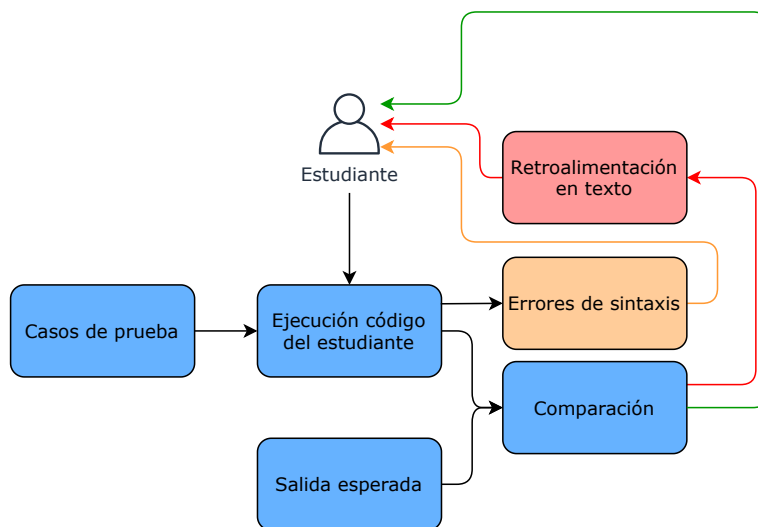 Estudiante
Retroalimentación
en texto
Casos de prueba
Ejecución código
del estudiante
Errores de sintaxis
Comparación
Salida esperada